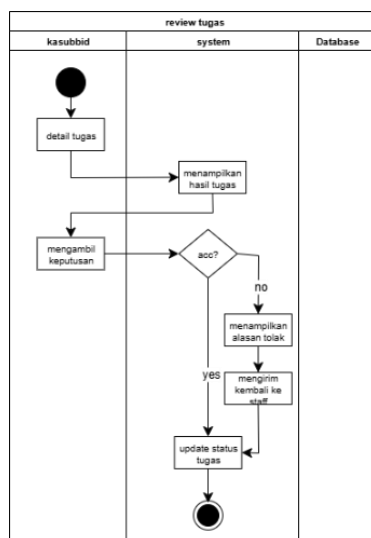 review tugas
kasubbid
system
Database
detail tugas
menampilkan
hasil tugas
mengambil
keputusan
acc?
no
menampilkan
alasan tolak
yes
mengirim
kembali ke
staff
update status
tugas